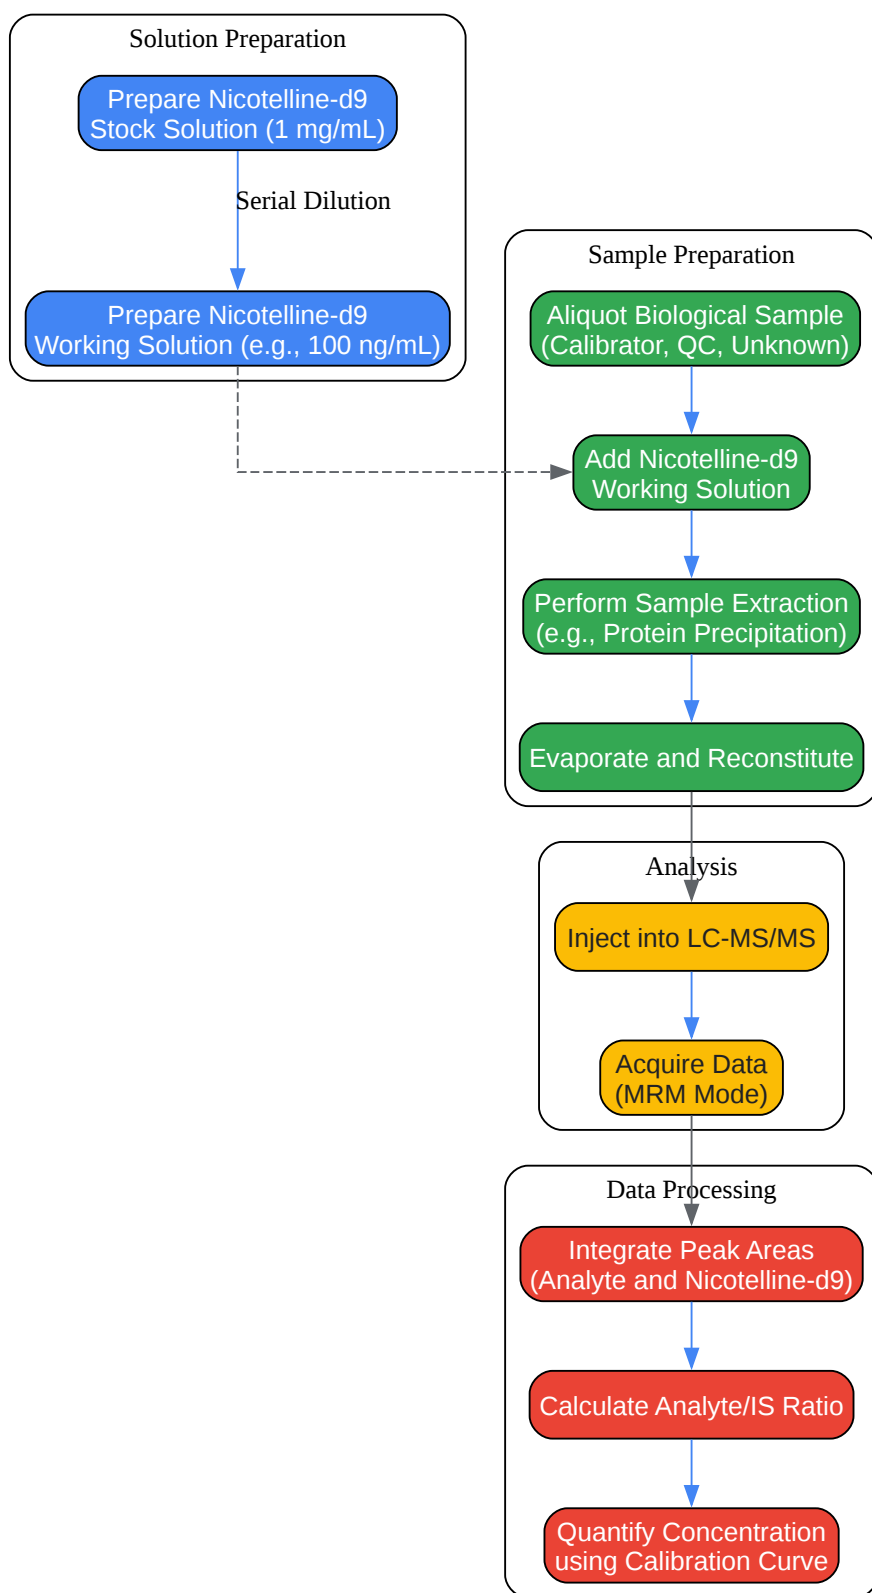 Solution Preparation
Prepare Nicotelline-d9
Stock Solution (1 mg/mL)
Serial Dilution
Prepare Nicotelline-d9
Working Solution (e.g., 100 ng/mL)
Sample Preparation
Aliquot Biological Sample
(Calibrator, QC, Unknown)
Add Nicotelline-d9
Working Solution
Perform Sample Extraction
(e.g., Protein Precipitation)
Evaporate and Reconstitute
Analysis
Inject into LC-MS/MS
Acquire Data
(MRM Mode)
Data Processing
Integrate Peak Areas
(Analyte and Nicotelline-d9)
Calculate Analyte/IS Ratio
Quantify Concentration
using Calibration Curve